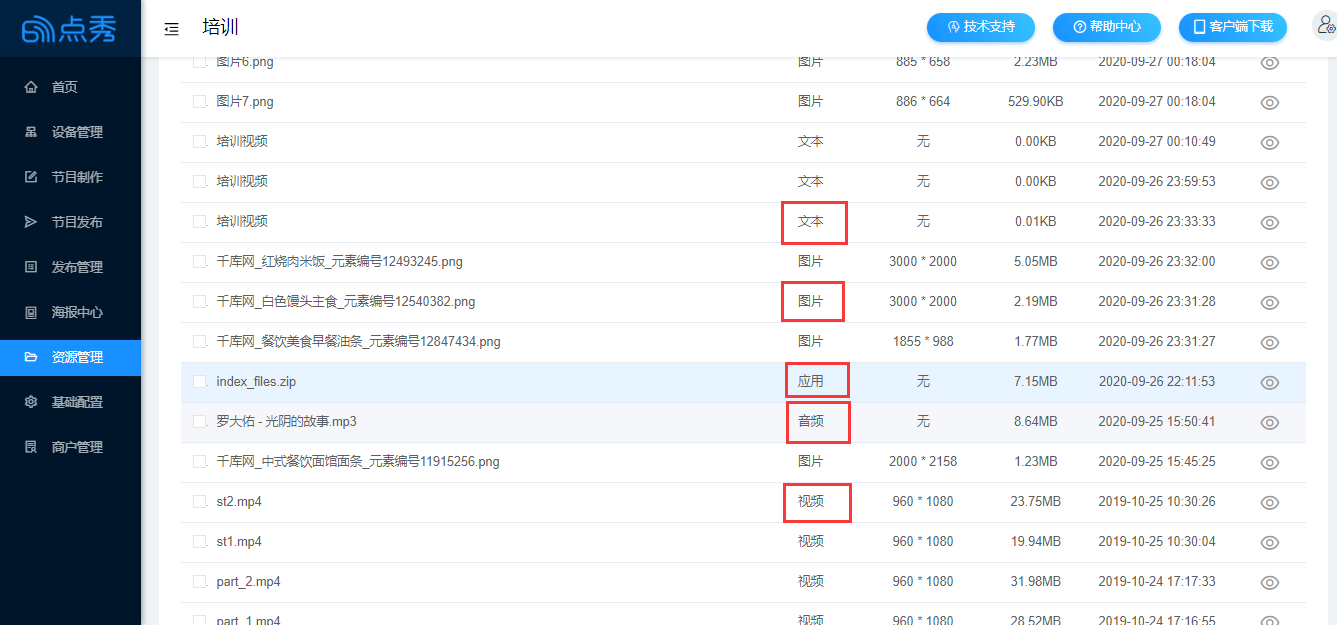 点秀
培训
技术支持
帮助中心
客户端下载
首页
设备管理
节目制作
节目发布
发布管理
海报中心
资源管理
基础配置
商户管理
图片6.png 图片 885 * 658 2.23MB 2020-09-27 00:18:04
图片7.png 图片 886 * 664 529.90KB 2020-09-27 00:18:04
培训视频 文本 无 0.00KB 2020-09-27 00:10:49
培训视频 文本 无 0.00KB 2020-09-26 23:59:53
培训视频 文本 无 0.01KB 2020-09-26 23:33:33
千库网_红烧肉米饭_元素编号12493245.png 图片 3000 * 2000 5.05MB 2020-09-26 23:32:00
千库网_白色馒头主食_元素编号12540382.png 图片 3000 * 2000 2.19MB 2020-09-26 23:31:28
千库网_餐饮美食早餐油条_元素编号12847434.png 图片 1855 * 988 1.77MB 2020-09-26 23:31:27
index_files.zip 应用 无 7.15MB 2020-09-26 22:11:53
罗大佑 - 光阴的故事.mp3 音频 无 8.64MB 2020-09-25 15:50:41
千库网_中式餐饮面馆面条_元素编号11915256.png 图片 2000 * 2158 1.23MB 2020-09-25 15:45:25
st2.mp4 视频 960 * 1080 23.75MB 2019-10-25 10:30:26
st1.mp4 视频 960 * 1080 19.94MB 2019-10-25 10:30:04
part_2.mp4 视频 960 * 1080 31.98MB 2019-10-24 17:17:33
part_1.mp4 视频 960 * 1080 28.52MB 2019-10-24 17:16:55